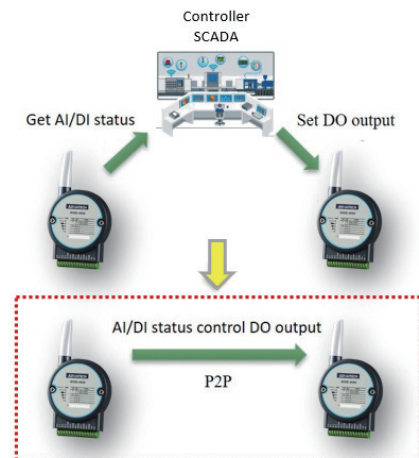 Controller
SCADA
Get AI/DI status
Set DO output
AI/DI status control DO output
P2P